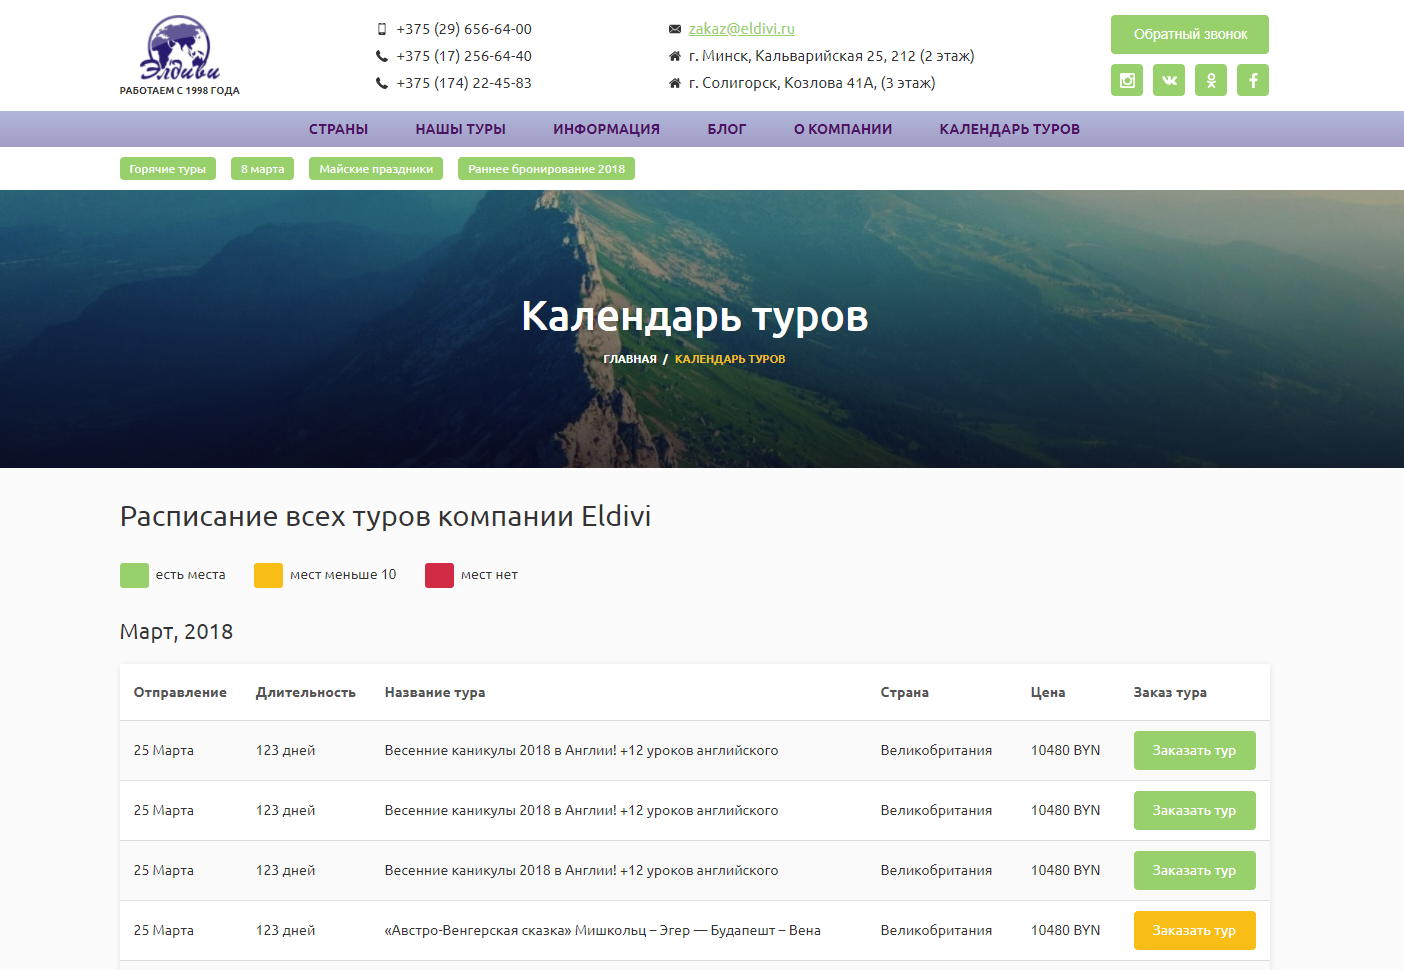 Элдиви
РАБОТАЕМ С 1998 ГОДА
+375 (29) 656-64-00
+375 (17) 256-64-40
+375 (174) 22-45-83
zakaz@eldivi.ru
г. Минск, Кальварийская 25, 212 (2 этаж)
г. Солигорск, Козлова 41А, (3 этаж)
Обратный звонок
СТРАНЫ НАШЫ ТУРЫ ИНФОРМАЦИЯ БЛОГ О КОМПАНИИ КАЛЕНДАРЬ ТУРОВ
Горячие туры 8 марта Майские праздники Раннее бронирование 2018
Календарь туров
ГЛАВНАЯ / КАЛЕНДАРЬ ТУРОВ
Расписание всех туров компании Eldivi
есть места мест меньше 10 мест нет
Март, 2018
Отправление Длительность Название тура Страна Цена Заказ тура
25 Марта 123 дней Весенние каникулы 2018 в Англии! +12 уроков английского Великобритания 10480 BYN Заказать тур
25 Марта 123 дней Весенние каникулы 2018 в Англии! +12 уроков английского Великобритания 10480 BYN Заказать тур
25 Марта 123 дней Весенние каникулы 2018 в Англии! +12 уроков английского Великобритания 10480 BYN Заказать тур
25 Марта 123 дней «Австро-Венгерская сказка» Мишкольц – Эгер — Будапешт – Вена Великобритания 10480 BYN Заказать тур